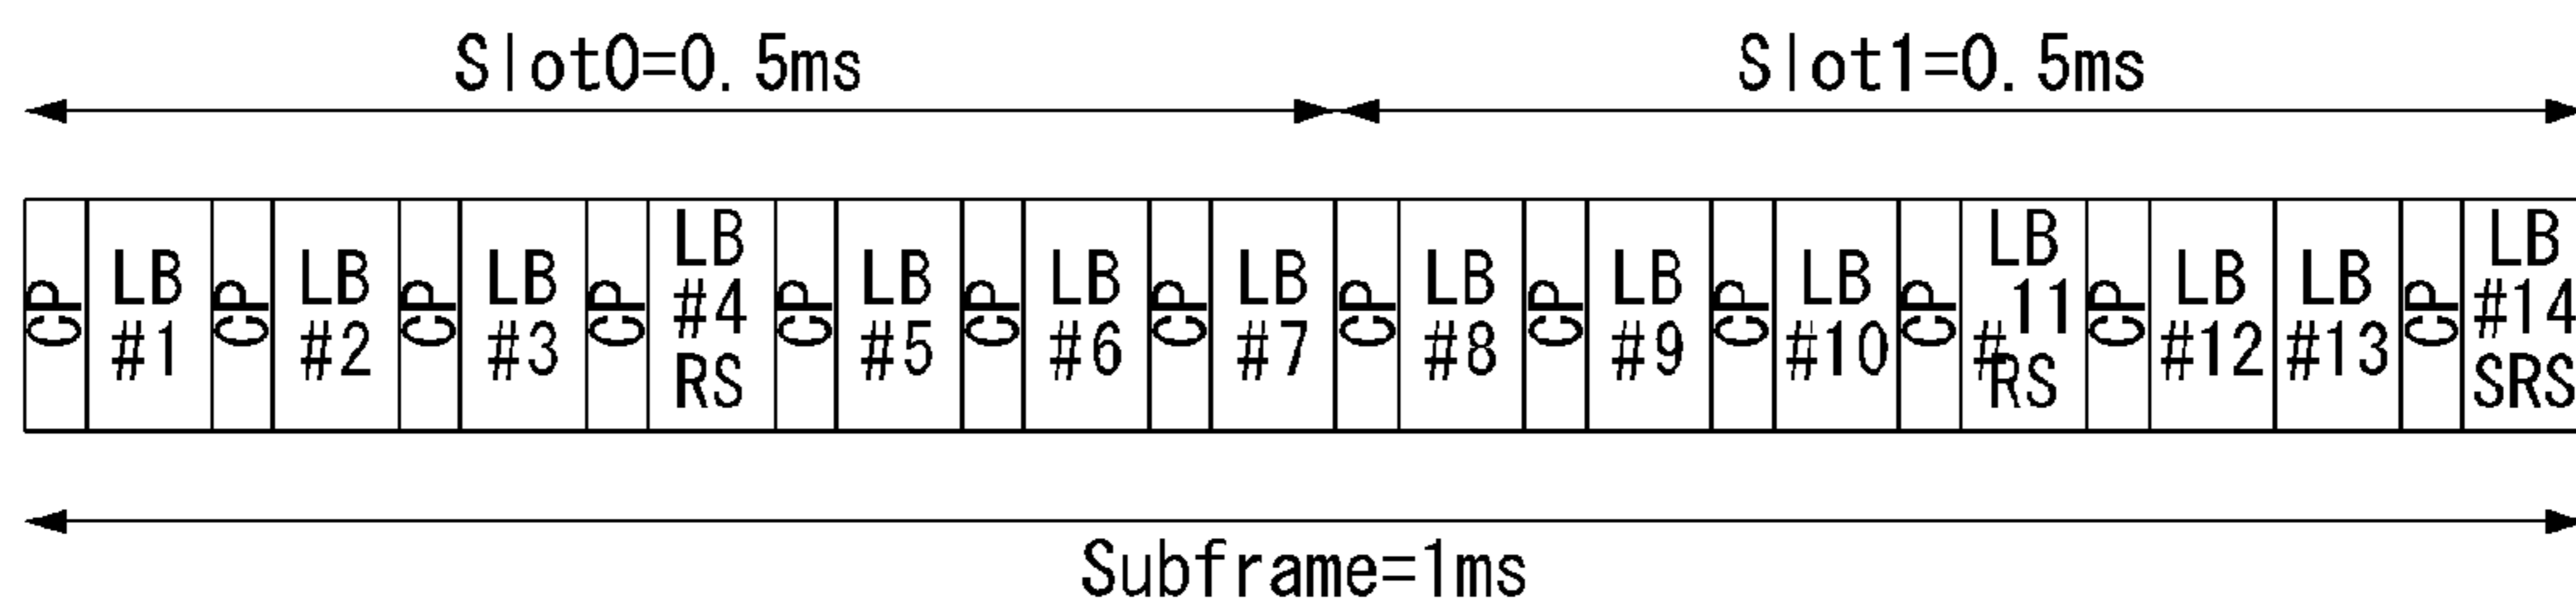 Slot0=0.5ms Slot1=0.5ms
CP LB #1 CP LB #2 CP LB #3 CP LB #4 RS CP LB #5 CP LB #6 CP LB #7 CP LB #8 CP LB #9 CP LB #10 CP LB #11 RS CP LB #12 LB #13 CP LB #14 SRS
Subframe=1ms